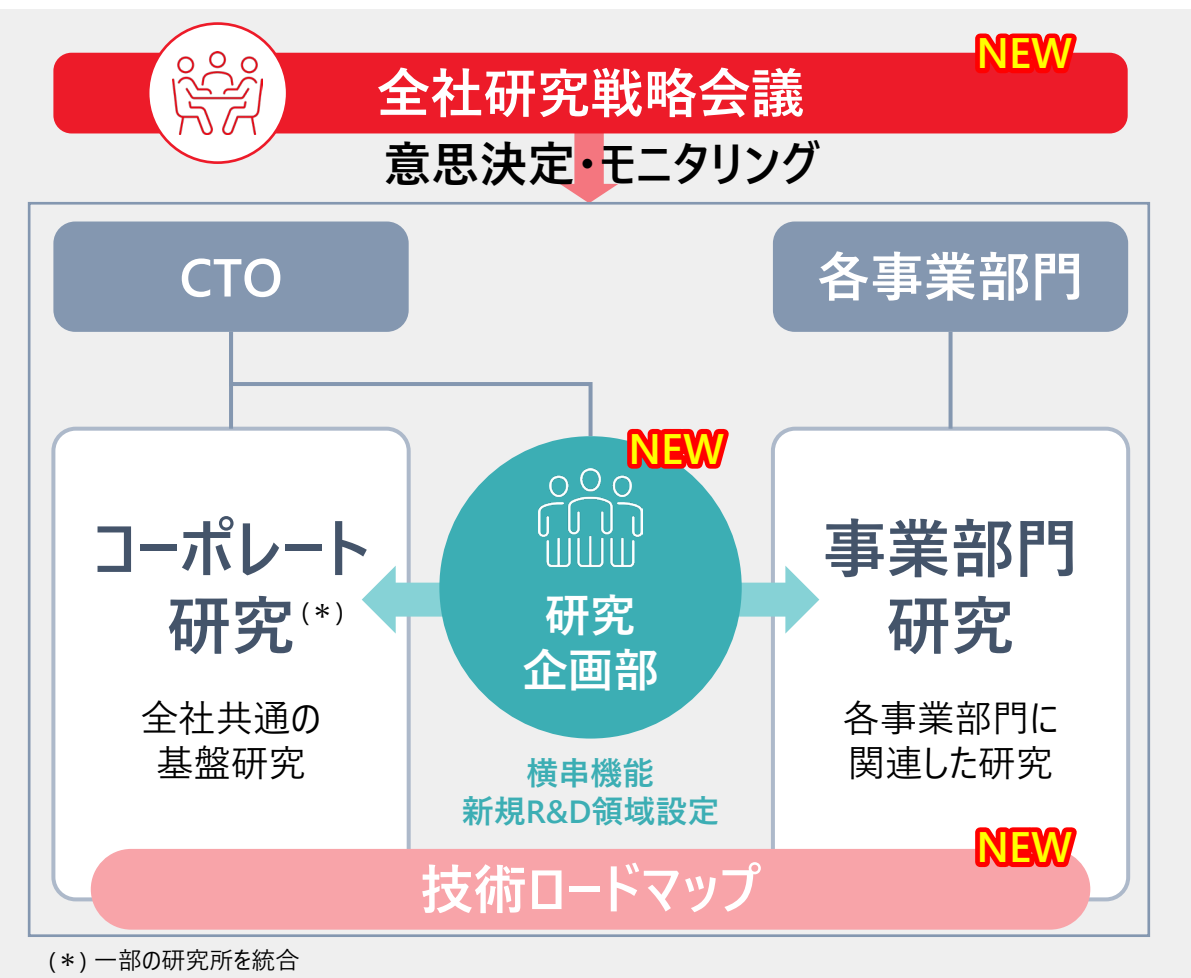 NEW
全社研究戦略会議
意思決定・モニタリング
CTO
各事業部門
コーポレート
研究(*)
全社共通の
基盤研究
NEW
研究
企画部
横串機能
新規R&D領域設定
事業部門
研究
各事業部門に
関連した研究
NEW
技術ロードマップ
(*) 一部の研究所を統合